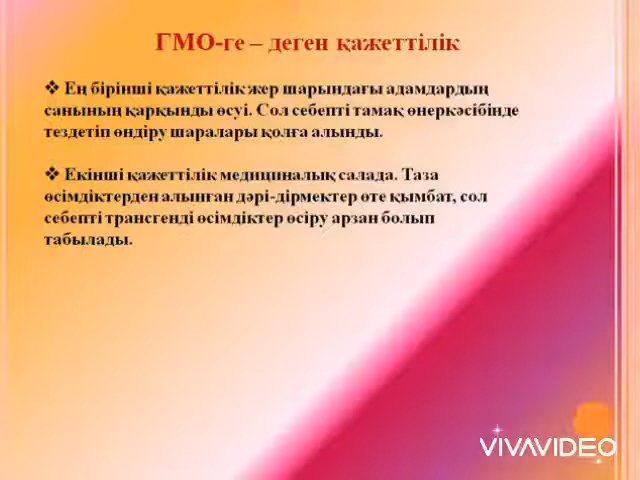 ГМО-ге – деген қажеттілік
❖ Ең бірінші қажеттілік жер шарындағы адамдардың
санының қарқынды өсуі. Сол себепті тамақ өнеркәсібінде
тездетіп өндіру шаралары қолға алынды.
❖ Екінші қажеттілік медициналық салада. Таза
өсімдіктерден алынған дәрі-дірмектер өте қымбат, сол
себепті трансгенді өсімдіктер өсіру арзан болып
табылады.
VIVAVIDEO